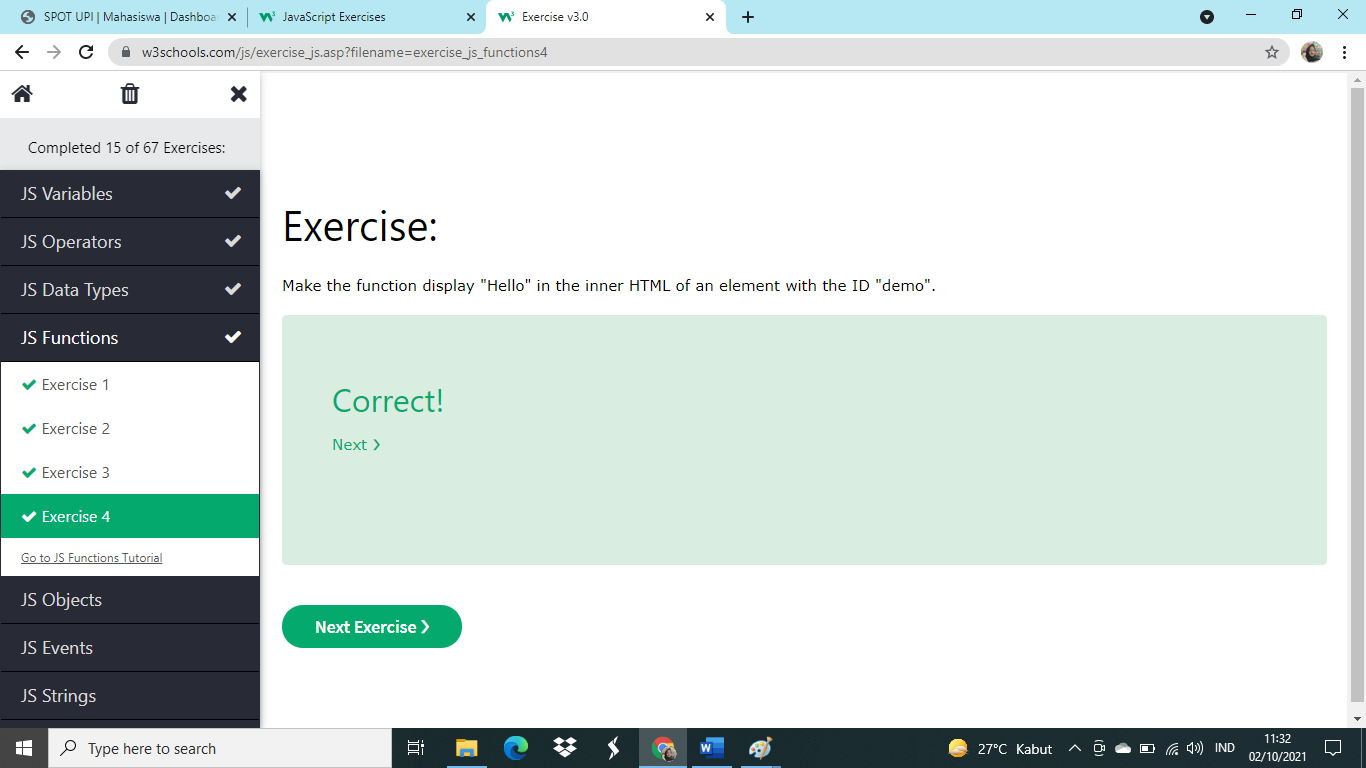 SPOT UPI | Mahasiswa | Dashboa
JavaScript Exercises
Exercise v3.0
w3schools.com/js/exercise_js.asp?filename=exercise_js_functions4
Completed 15 of 67 Exercises:
JS Variables
JS Operators
JS Data Types
JS Functions
Exercise 1
Exercise 2
Exercise 3
Exercise 4
Go to JS Functions Tutorial
JS Objects
JS Events
JS Strings
Exercise:
Make the function display "Hello" in the inner HTML of an element with the ID "demo".
Correct!
Next ❯
Next Exercise ❯
Type here to search
27°C Kabut
IND
11:32
02/10/2021